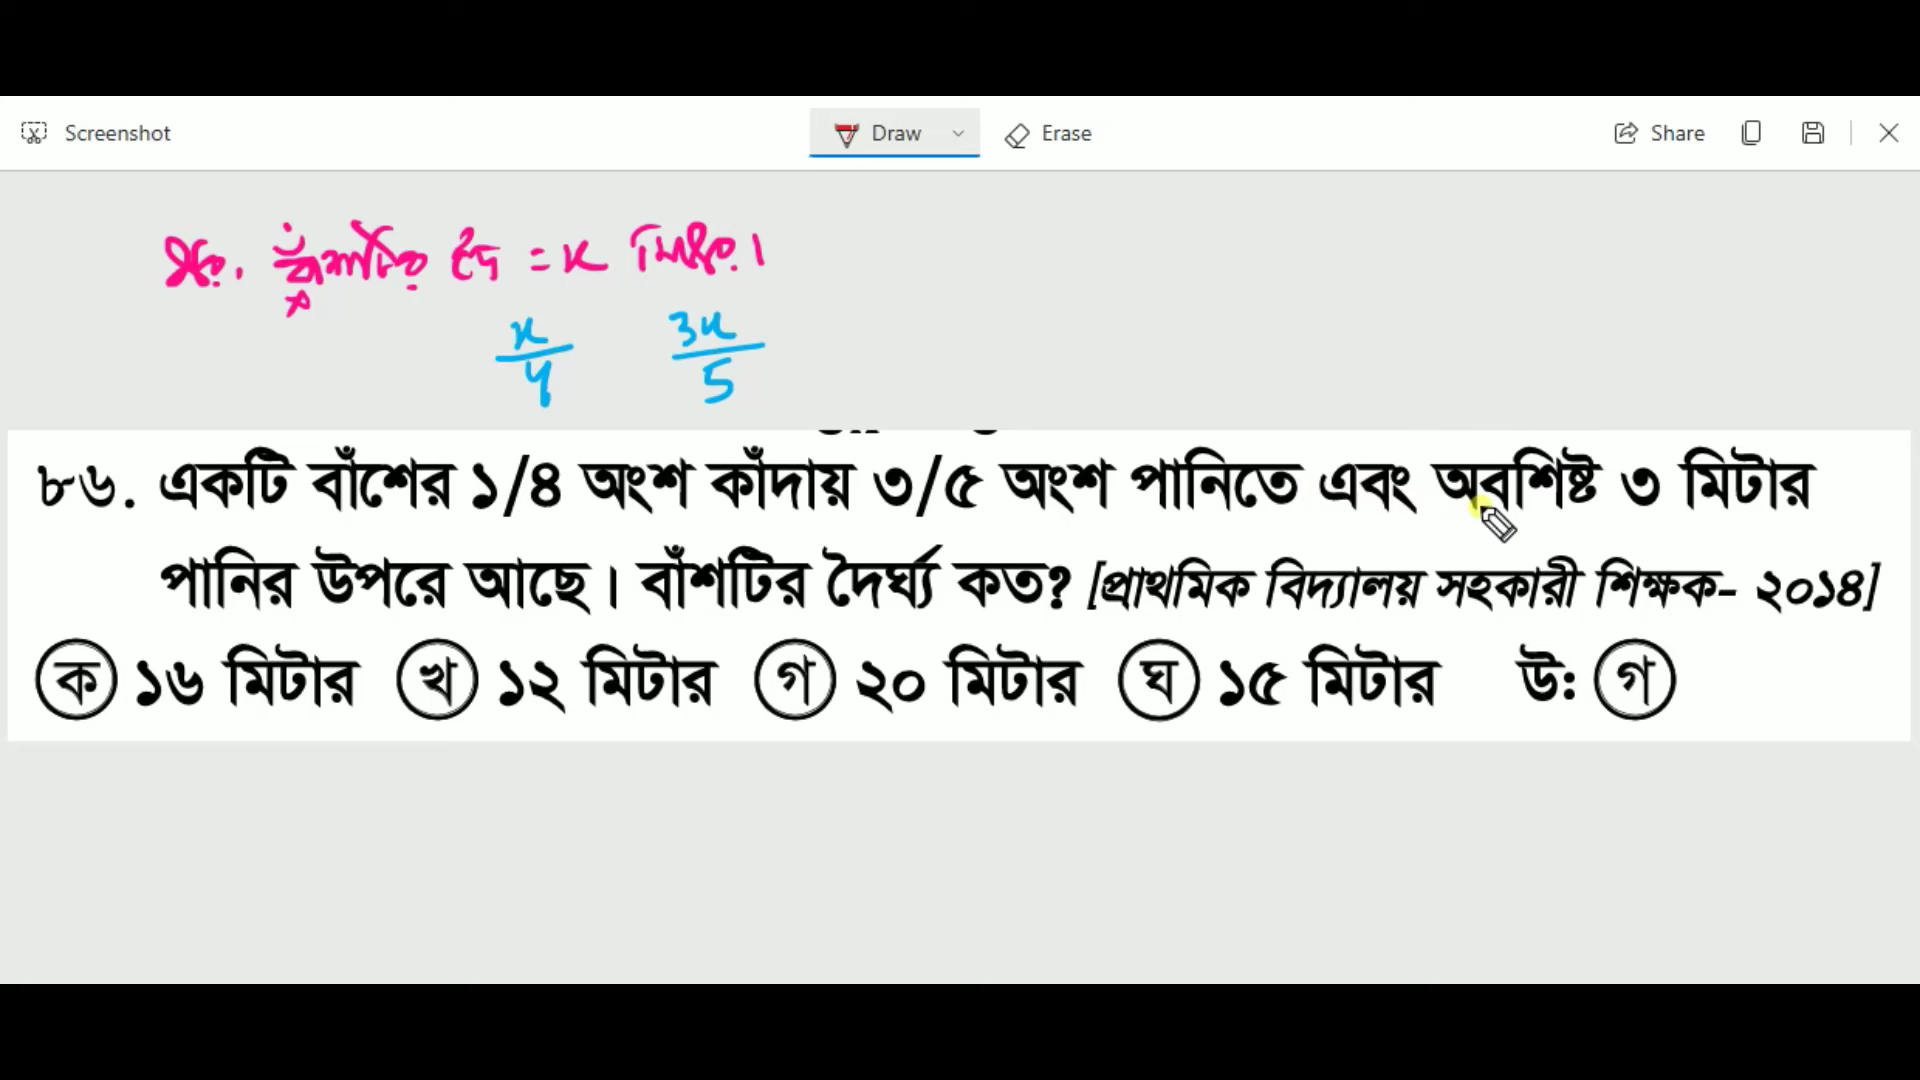 Screenshot Draw Erase Share
ধরি, বাঁশটির দৈ = x মিটার।
x/4 3x/5
৮৬. একটি বাঁশের ১/৪ অংশ কাঁদায় ৩/৫ অংশ পানিতে এবং অবশিষ্ট ৩ মিটার
পানির উপরে আছে। বাঁশটির দৈর্ঘ্য কত? [প্রাথমিক বিদ্যালয় সহকারী শিক্ষক- ২০১৪]
ক ১৬ মিটার খ ১২ মিটার গ ২০ মিটার ঘ ১৫ মিটার উ: গ